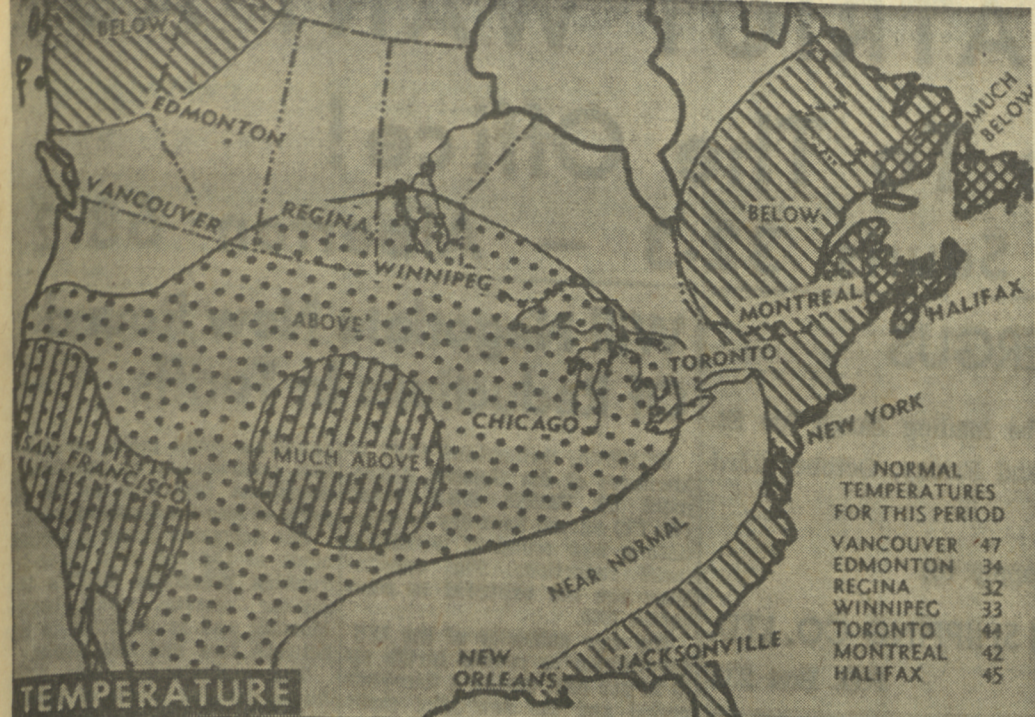 BELOW
EDMONTON
MUCH
BELOW
VANCOUVER
REGINA
BELOW
WINNIPEG
MONTREAL
HALIFAX
ABOVE
TORONTO
CHICAGO
NEW YORK
SAN FRANCISCO
MUCH ABOVE
NORMAL
TEMPERATURES
FOR THIS PERIOD
VANCOUVER 47
EDMONTON 34
REGINA 32
WINNIPEG 33
TORONTO 44
MONTREAL 42
HALIFAX 45
NEAR NORMAL
JACKSONVILLE
NEW
ORLEANS
TEMPERATURE